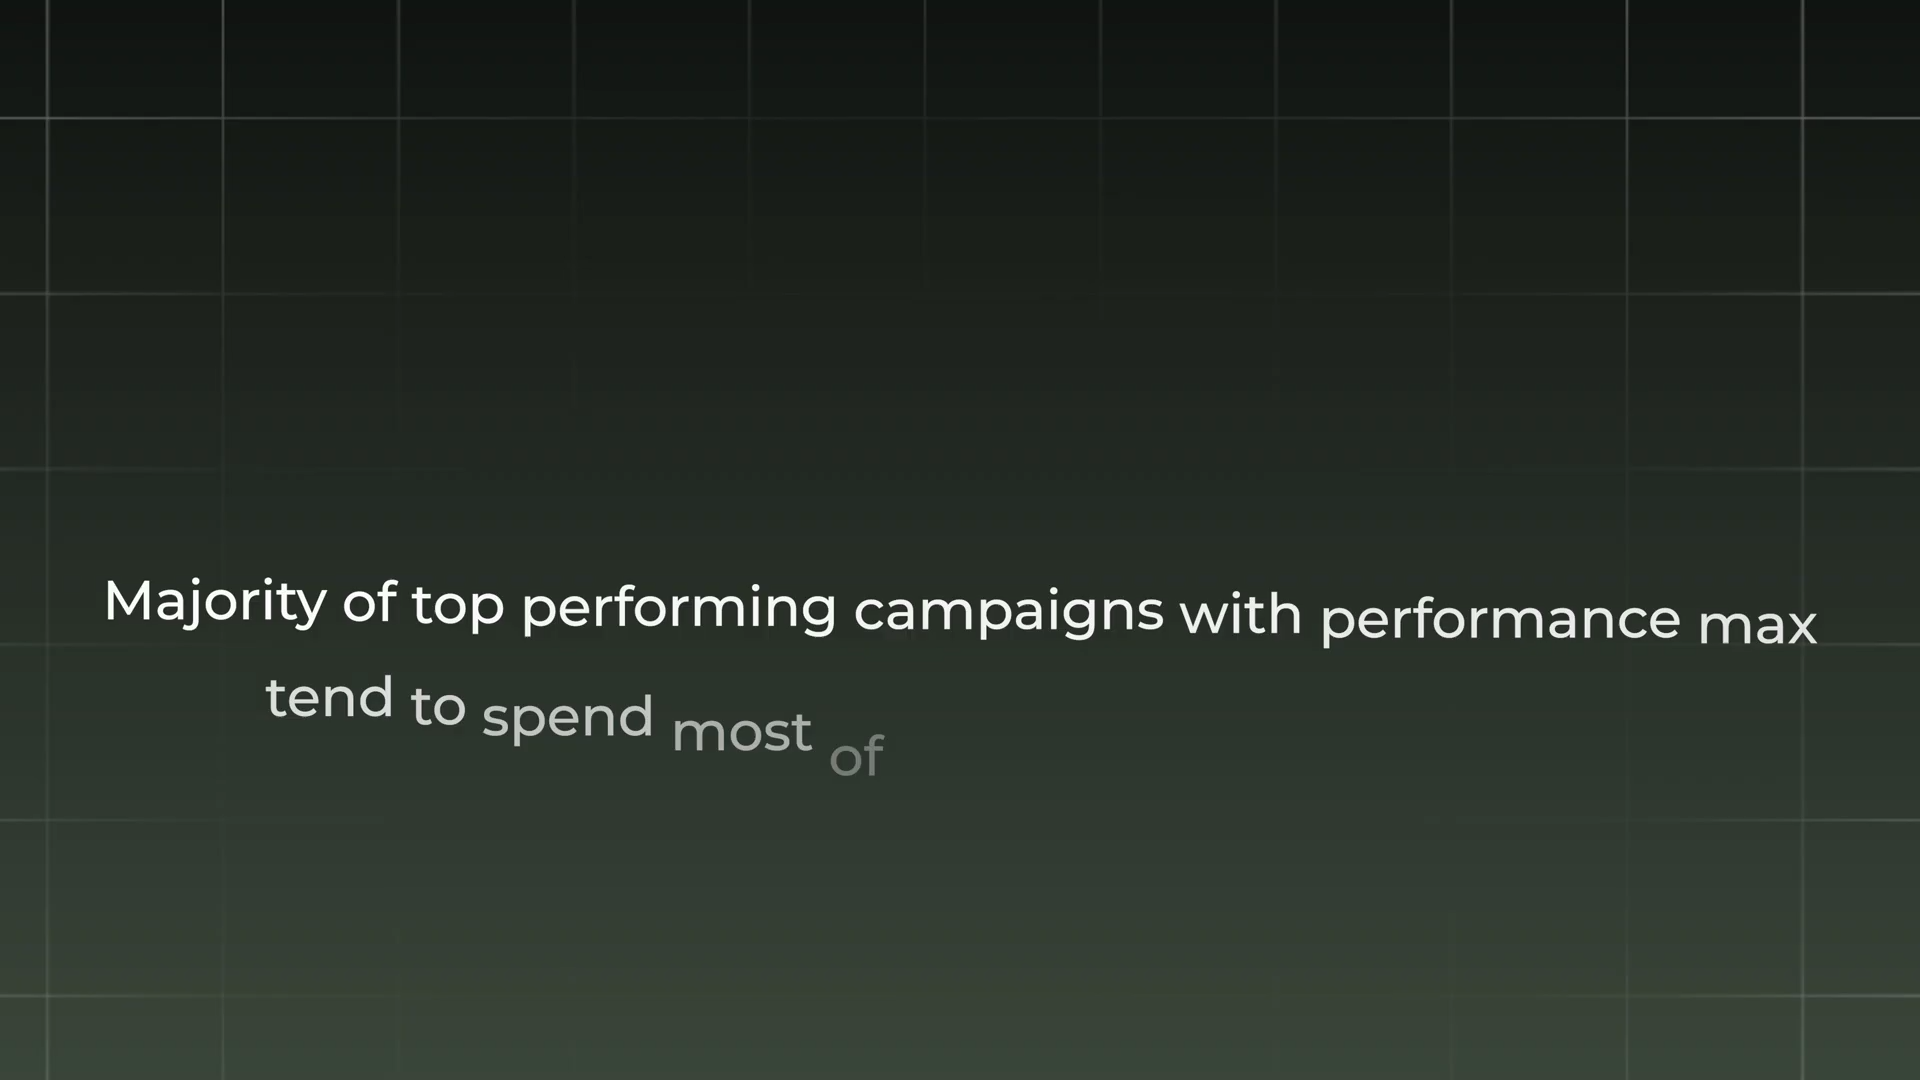 Majority of top performing campaigns with performance max
tend to spend most of